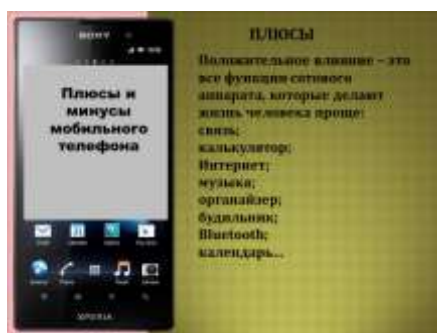 SONY
Плюсы и
минусы
мобильного
телефона
XPERIA
ПЛЮСЫ
Положительное влияние – это
все функции сотового
аппарата, которые делают
жизнь человека проще:
связь;
калькулятор;
Интернет;
музыка;
органайзер;
будильник;
Bluetooth;
календарь...